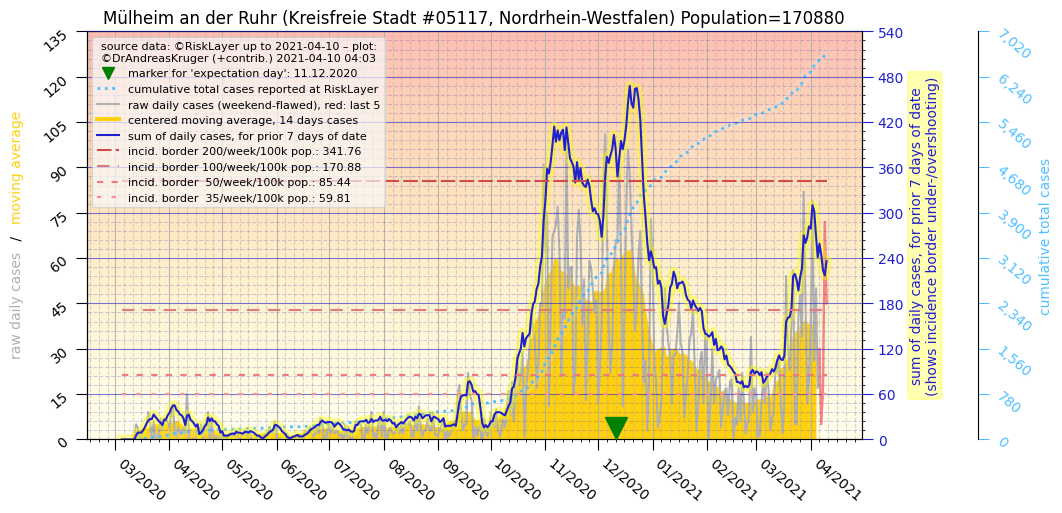 Mülheim an der Ruhr (Kreisfreie Stadt #05117, Nordrhein-Westfalen) Population=170880
source data: ©RiskLayer up to 2021-04-10 – plot:
©DrAndreasKruger (+contrib.) 2021-04-10 04:03
marker for 'expectation day': 11.12.2020
cumulative total cases reported at RiskLayer
raw daily cases (weekend-flawed), red: last 5
centered moving average, 14 days cases
sum of daily cases, for prior 7 days of date
incid. border 200/week/100k pop.: 341.76
incid. border 100/week/100k pop.: 170.88
incid. border  50/week/100k pop.: 85.44
incid. border  35/week/100k pop.: 59.81
raw daily cases / moving average
135
120
105
90
75
60
45
30
15
0
03/2020
04/2020
05/2020
06/2020
07/2020
08/2020
09/2020
10/2020
11/2020
12/2020
01/2021
02/2021
03/2021
04/2021
540
480
420
360
300
240
180
120
60
0
sum of daily cases, for prior 7 days of date
(shows incidence border under-/overshooting)
7,020
6,240
5,460
4,680
3,900
3,120
2,340
1,560
780
0
cumulative total cases